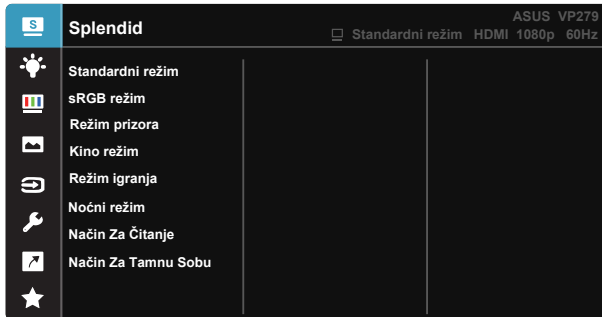 S
Splendid
ASUS VP279
Standardni režim HDMI 1080p 60Hz
Standardni režim
sRGB režim
Režim prizora
Kino režim
Režim igranja
Noćni režim
Način Za Čitanje
Način Za Tamnu Sobu